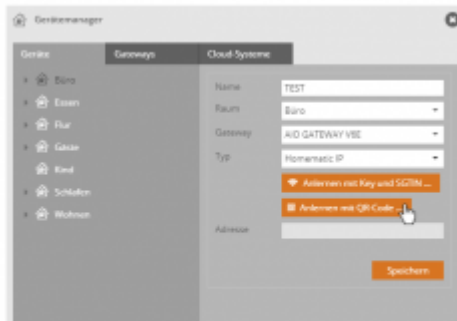 Gerätemanager
Geräte
Gateways
Cloud-Systeme
Büro
Essen
Flur
Gäste
Kind
Schlafen
Wohnen
Name
TEST
Raum
Büro
Gateway
AIO GATEWAY V6E
Typ
Homematic IP
Anlernen mit Key und SGTIN ...
Anlernen mit QR-Code ...
Adresse
Speichern